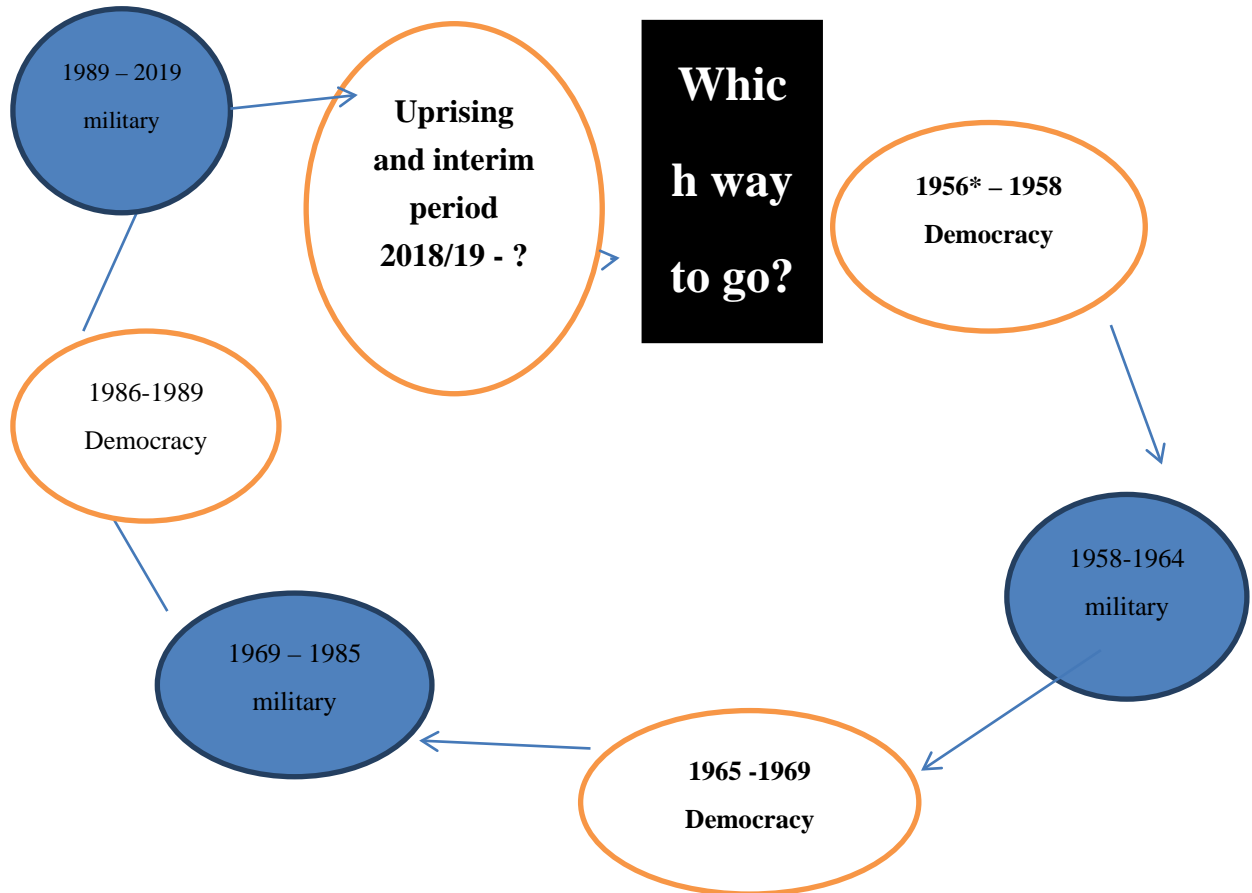 1989 – 2019
military
Uprising
and interim
period
2018/19 - ?
Whic
h way
to go?
1956* – 1958
Democracy
1986-1989
Democracy
1958-1964
military
1969 – 1985
military
1965 -1969
Democracy